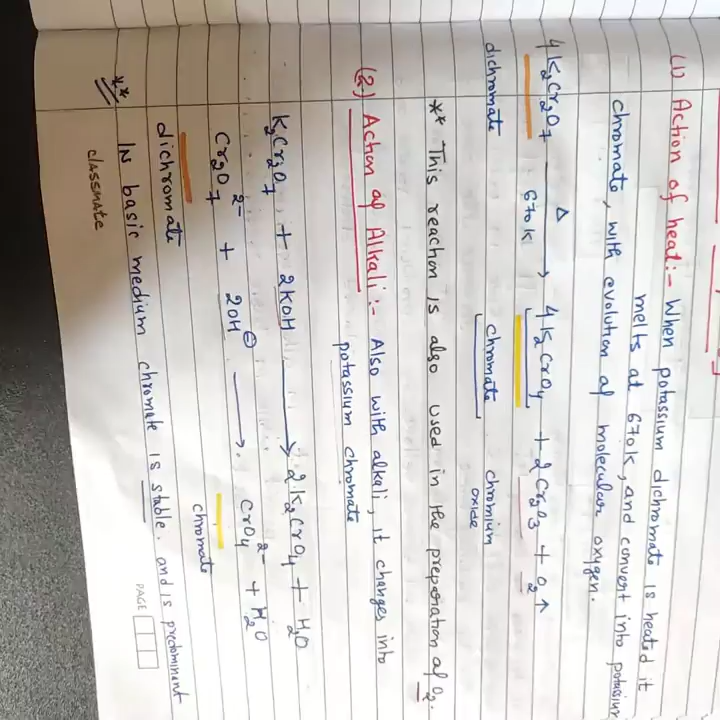 (1) Action of heat:- When potassium dichromate is heated it
melts at 670K, and convent into potassium
chromate, with evolution of molecular oxygen.
4K2Cr2O7 —Δ/670K→ 4K2CrO4 + 2Cr2O3 + O2↑
dichromate chromate chromium oxide
** This reaction is also used in the preperation of O2.
(2) Action of Alkali:- Also with alkali, it changes into
potassium chromate
K2Cr2O7 + 2KOH → 2K2CrO4 + H2O
Cr2O7 2- + 2OH⊖ → CrO4 2- + H2O
dichromate chromate
** IN basic medium chromate is stable. and is predominant
classmate
PAGE